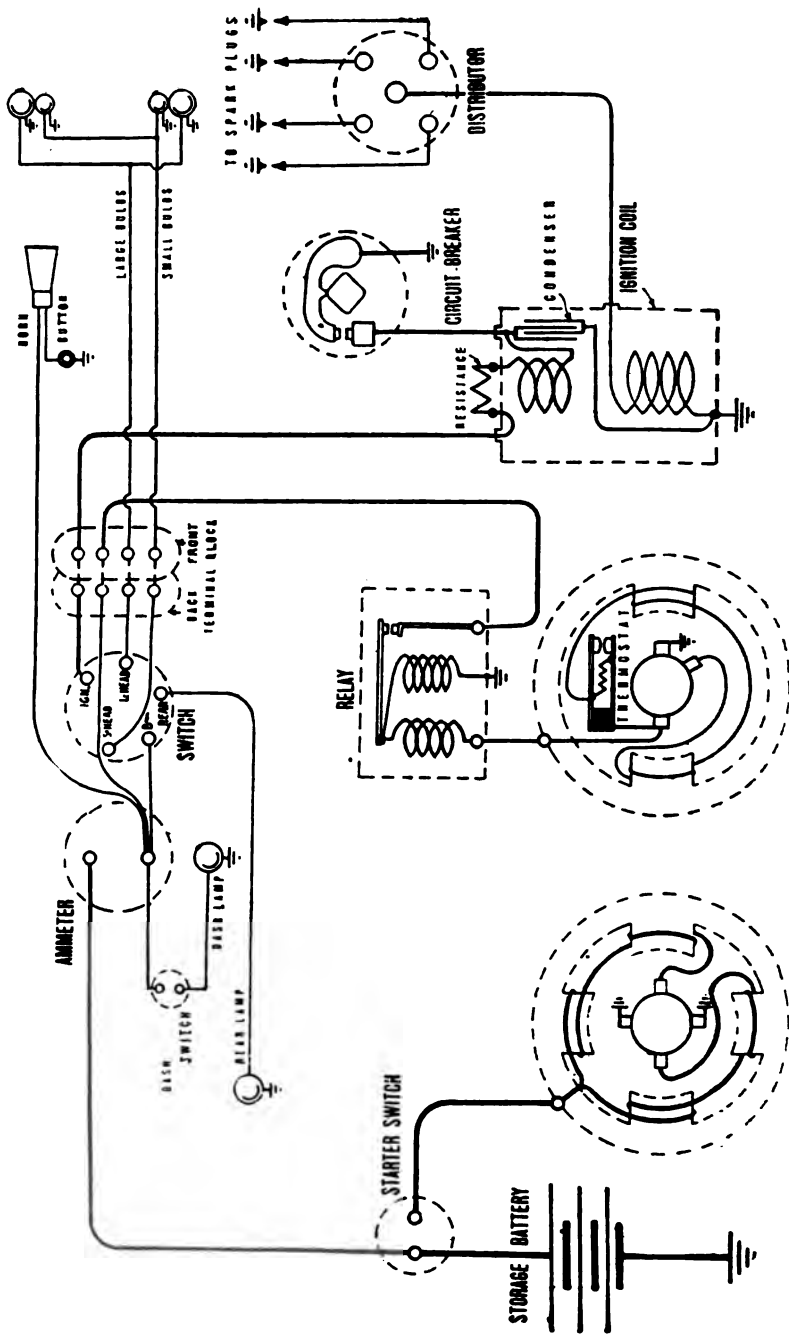 TO SPARK PLUGS
DISTRIBUTOR
LARGE BULBS
SMALL BULBS
HORN
BUTTON
CIRCUIT-BREAKER
CONDENSER
IGNITION COIL
RESISTANCE
FRONT
BACK
TERMINAL BLOCK
IGN.
L-HEAD
S-HEAD
B
REAR
SWITCH
RELAY
THERMOSTAT
AMMETER
DASH LAMP
DASH
SWITCH
REAR LAMP
STARTER SWITCH
STORAGE BATTERY